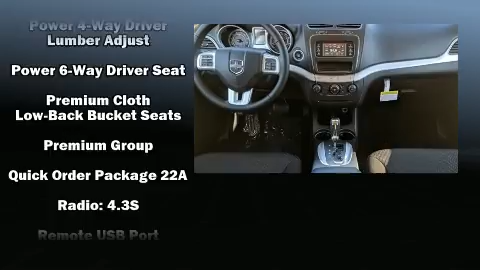 Power 4-Way Driver
Lumber Adjust
Power 6-Way Driver Seat
Premium Cloth
Low-Back Bucket Seats
Premium Group
Quick Order Package 22A
Radio: 4.3S
Remote USB Port